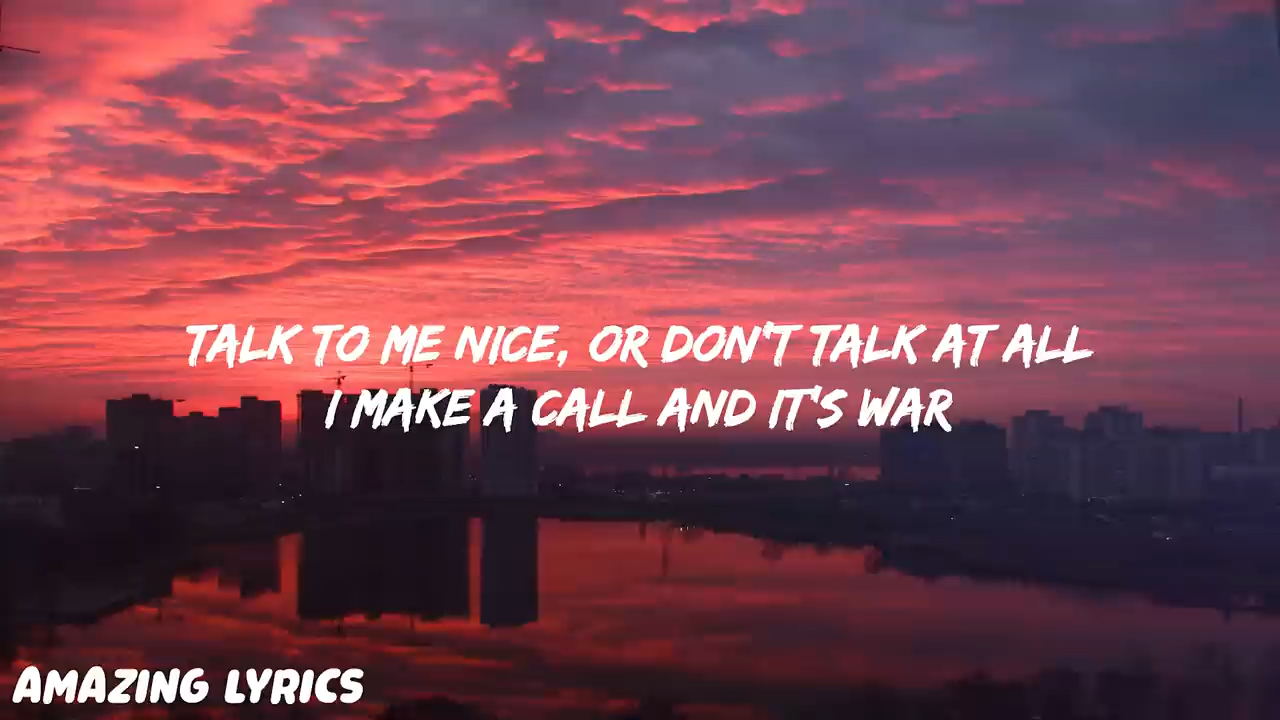 TALK TO ME NICE, OR DON'T TALK AT ALL
I MAKE A CALL AND IT'S WAR
AMAZING LYRICS